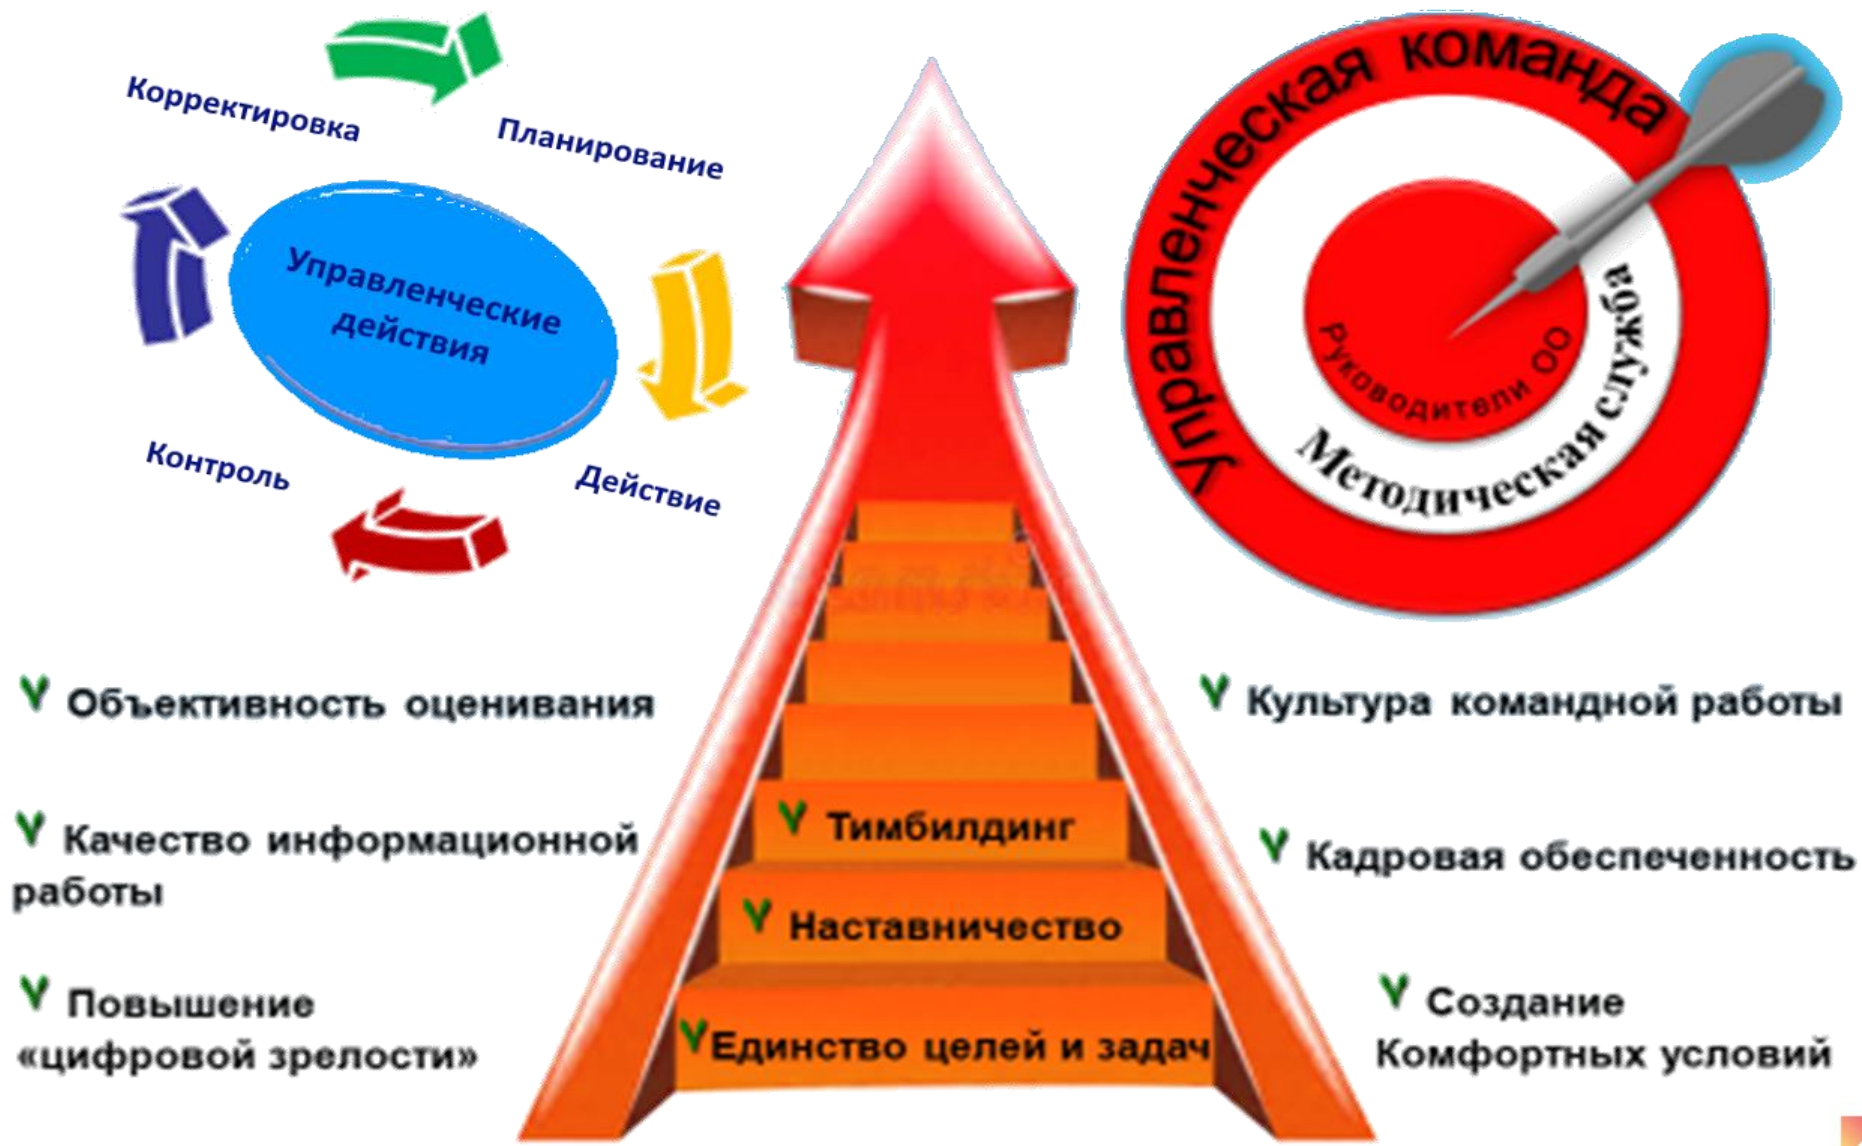 Корректировка
Планирование
Управленческие
действия
Контроль
Действие
Управленческая команда
Методическая служба
Руководители ОО
Объективность оценивания
Качество информационной
работы
Повышение
«цифровой зрелости»
Тимбилдинг
Наставничество
Единство целей и задач
Культура командной работы
Кадровая обеспеченность
Создание
Комфортных условий